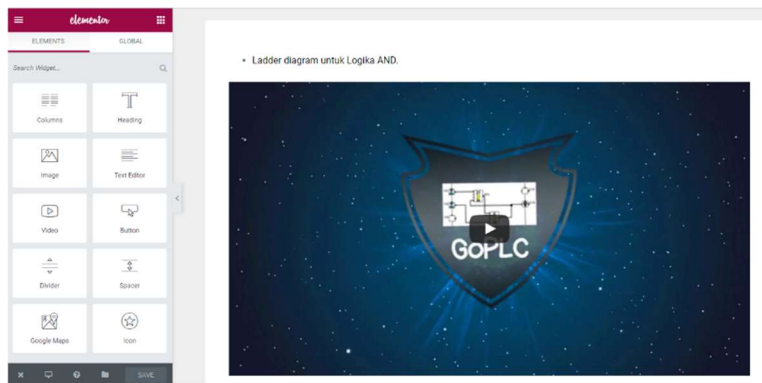 elementor
ELEMENTS GLOBAL
Search Widget...
Columns Heading
Image Text Editor
Video Button
Divider Spacer
Google Maps Icon
SAVE
Ladder diagram untuk Logika AND.
GoPLC